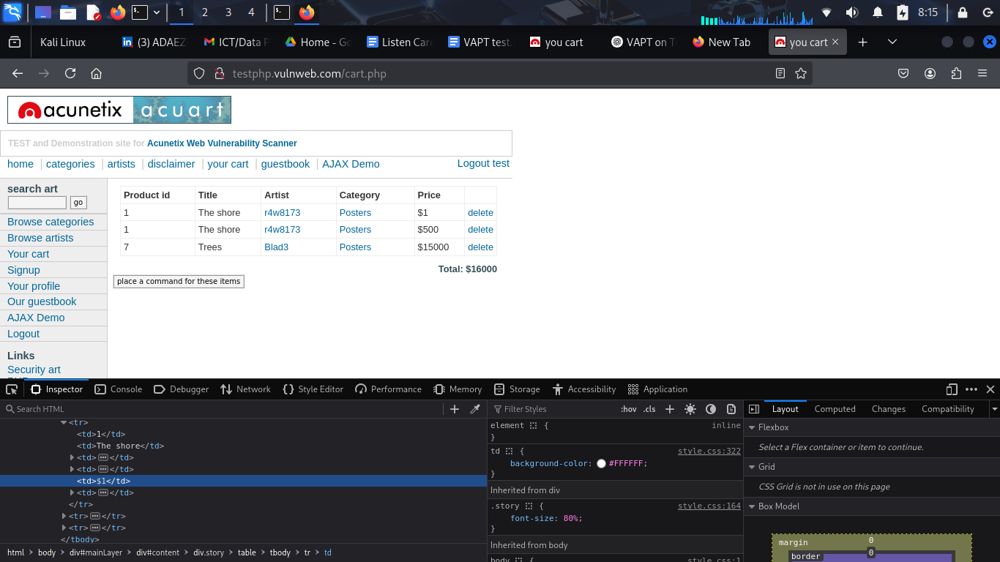 1 2 3 4 8:15
Kali Linux (3) ADAEZ ICT/Data P Home - Go Listen Care VAPT test. you cart VAPT on T New Tab you cart
testphp.vulnweb.com/cart.php
acunetix acuart
TEST and Demonstration site for Acunetix Web Vulnerability Scanner
home | categories | artists | disclaimer | your cart | guestbook | AJAX Demo Logout test
search art
go
Browse categories
Browse artists
Your cart
Signup
Your profile
Our guestbook
AJAX Demo
Logout
Links
Security art
Product id Title Artist Category Price
1 The shore r4w8173 Posters $1 delete
1 The shore r4w8173 Posters $500 delete
7 Trees Blad3 Posters $15000 delete
Total: $16000
place a command for these items
Inspector Console Debugger Network Style Editor Performance Memory Storage Accessibility Application
Search HTML
<tr>
<td>1</td>
<td>The shore</td>
<td></td>
<td></td>
<td>$1</td>
<td></td>
</tr>
<tr></tr>
<tr></tr>
</tbody>
html body div#mainLayer div#content div.story table tbody tr td
Filter Styles :hov .cls
element { inline
}
td { style.css:322
background-color: #FFFFFF;
}
Inherited from div
.story { style.css:164
font-size: 80%;
}
Inherited from body
body { style.css:1
Layout Computed Changes Compatibility
Flexbox
Select a Flex container or item to continue.
Grid
CSS Grid is not in use on this page
Box Model
margin 0
border 0